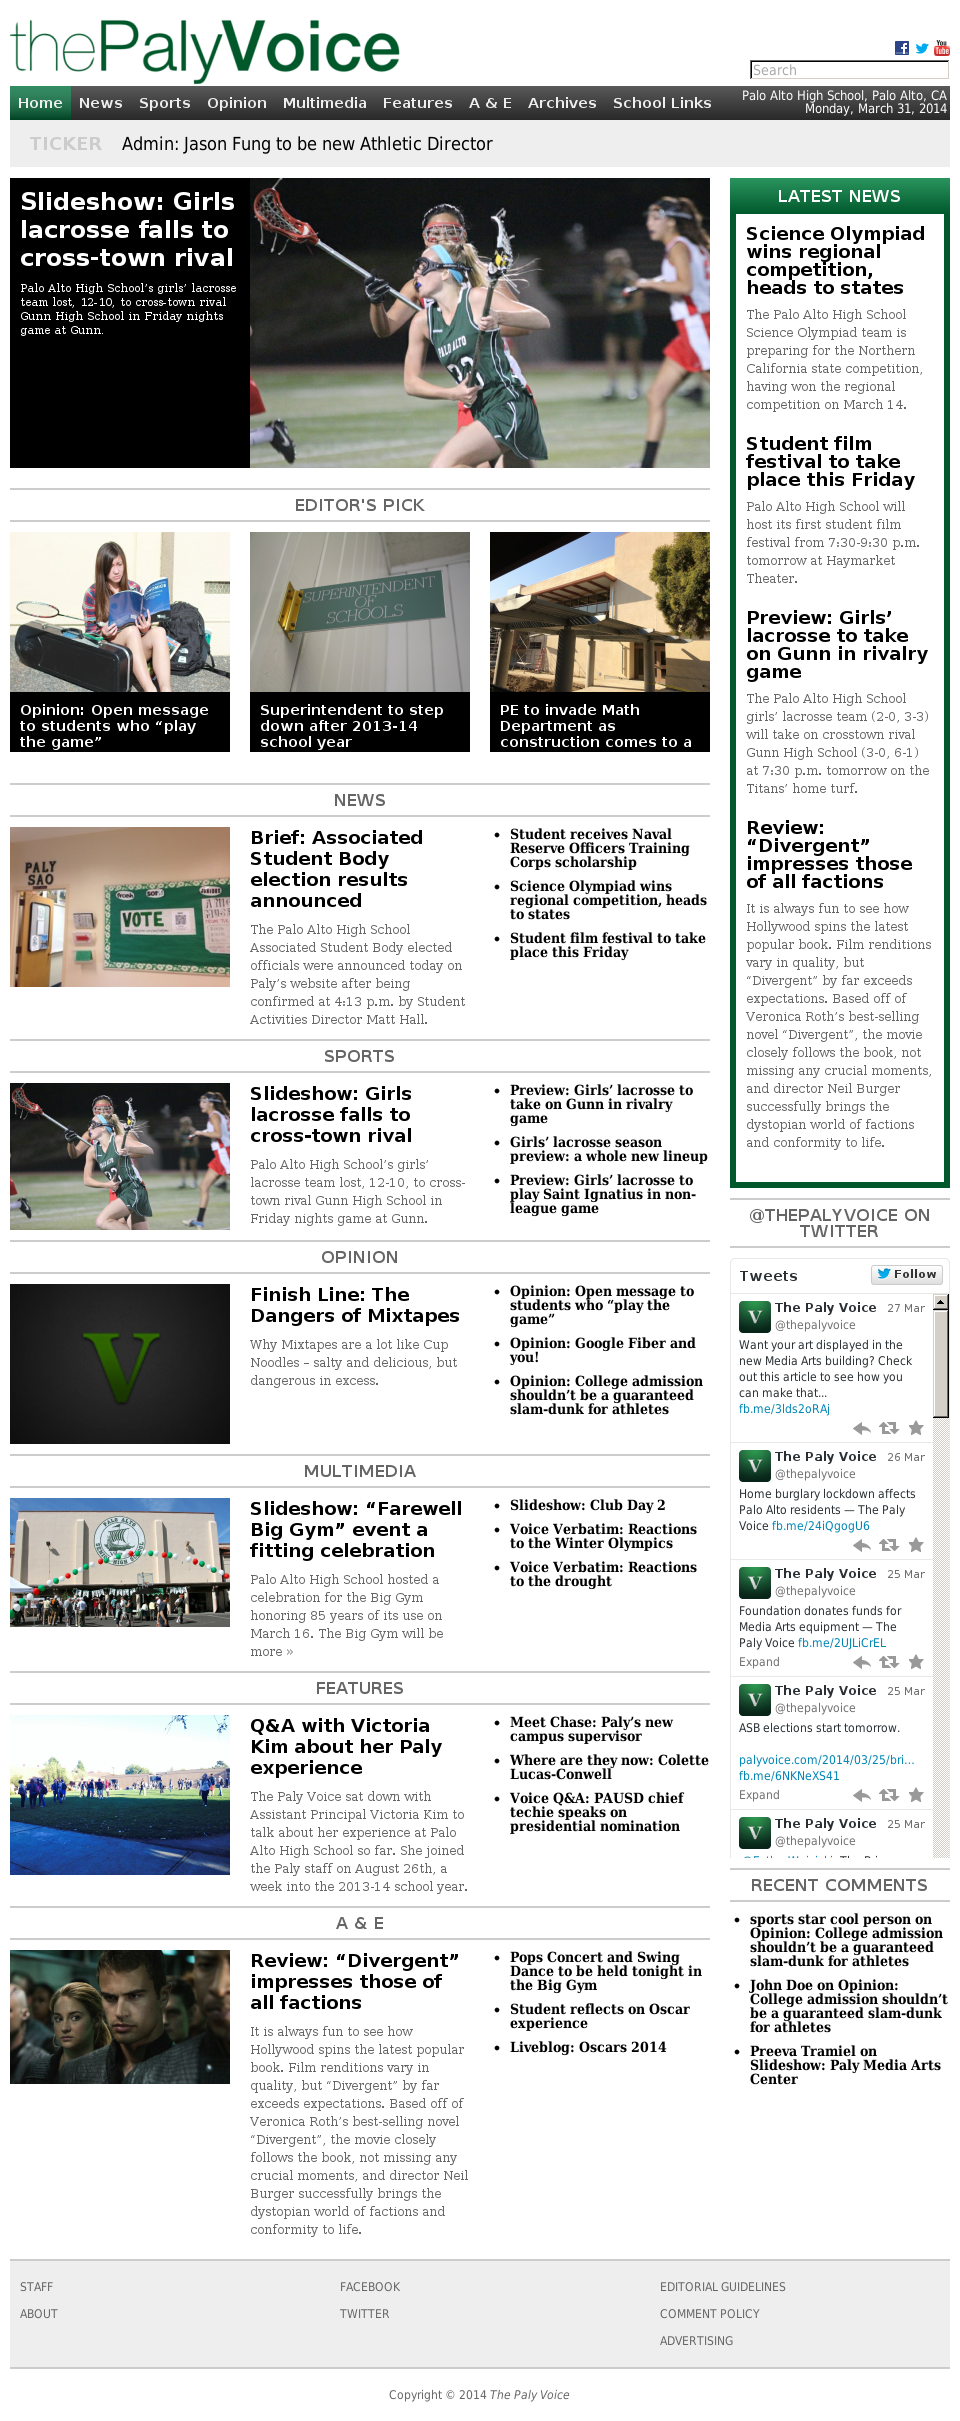 thePalyVoice
Search
Home News Sports Opinion Multimedia Features A & E Archives School Links
Palo Alto High School, Palo Alto, CA
Monday, March 31, 2014
TICKER Admin: Jason Fung to be new Athletic Director
Slideshow: Girls
lacrosse falls to
cross-town rival
Palo Alto High School’s girls’ lacrosse
team lost, 12-10, to cross-town rival
Gunn High School in Friday nights
game at Gunn.
PALO ALTO
EDITOR'S PICK
SUPERINTENDENT
OF
SCHOOLS
Opinion: Open message
to students who “play
the game”
Superintendent to step
down after 2013-14
school year
PE to invade Math
Department as
construction comes to a
NEWS
PALY
SAO
VOTE
Brief: Associated
Student Body
election results
announced
The Palo Alto High School
Associated Student Body elected
officials were announced today on
Paly’s website after being
confirmed at 4:13 p.m. by Student
Activities Director Matt Hall.
Student receives Naval
Reserve Officers Training
Corps scholarship
Science Olympiad wins
regional competition, heads
to states
Student film festival to take
place this Friday
SPORTS
Slideshow: Girls
lacrosse falls to
cross-town rival
Palo Alto High School’s girls’
lacrosse team lost, 12-10, to cross-
town rival Gunn High School in
Friday nights game at Gunn.
Preview: Girls’ lacrosse to
take on Gunn in rivalry
game
Girls’ lacrosse season
preview: a whole new lineup
Preview: Girls’ lacrosse to
play Saint Ignatius in non-
league game
OPINION
V
Finish Line: The
Dangers of Mixtapes
Why Mixtapes are a lot like Cup
Noodles – salty and delicious, but
dangerous in excess.
Opinion: Open message to
students who “play the
game”
Opinion: Google Fiber and
you!
Opinion: College admission
shouldn’t be a guaranteed
slam-dunk for athletes
MULTIMEDIA
Slideshow: “Farewell
Big Gym” event a
fitting celebration
Palo Alto High School hosted a
celebration for the Big Gym
honoring 85 years of its use on
March 16. The Big Gym will be
more »
Slideshow: Club Day 2
Voice Verbatim: Reactions
to the Winter Olympics
Voice Verbatim: Reactions
to the drought
FEATURES
Q&A with Victoria
Kim about her Paly
experience
The Paly Voice sat down with
Assistant Principal Victoria Kim to
talk about her experience at Palo
Alto High School so far. She joined
the Paly staff on August 26th, a
week into the 2013-14 school year.
Meet Chase: Paly’s new
campus supervisor
Where are they now: Colette
Lucas-Conwell
Voice Q&A: PAUSD chief
techie speaks on
presidential nomination
A & E
Review: “Divergent”
impresses those of
all factions
It is always fun to see how
Hollywood spins the latest popular
book. Film renditions vary in
quality, but “Divergent” by far
exceeds expectations. Based off of
Veronica Roth’s best-selling novel
“Divergent”, the movie closely
follows the book, not missing any
crucial moments, and director Neil
Burger successfully brings the
dystopian world of factions and
conformity to life.
Pops Concert and Swing
Dance to be held tonight in
the Big Gym
Student reflects on Oscar
experience
Liveblog: Oscars 2014
LATEST NEWS
Science Olympiad
wins regional
competition,
heads to states
The Palo Alto High School
Science Olympiad team is
preparing for the Northern
California state competition,
having won the regional
competition on March 14.
Student film
festival to take
place this Friday
Palo Alto High School will
host its first student film
festival from 7:30-9:30 p.m.
tomorrow at Haymarket
Theater.
Preview: Girls’
lacrosse to take
on Gunn in rivalry
game
The Palo Alto High School
girls’ lacrosse team (2-0, 3-3)
will take on crosstown rival
Gunn High School (3-0, 6-1)
at 7:30 p.m. tomorrow on the
Titans’ home turf.
Review:
“Divergent”
impresses those
of all factions
It is always fun to see how
Hollywood spins the latest
popular book. Film renditions
vary in quality, but
“Divergent” by far exceeds
expectations. Based off of
Veronica Roth’s best-selling
novel “Divergent”, the movie
closely follows the book, not
missing any crucial moments,
and director Neil Burger
successfully brings the
dystopian world of factions
and conformity to life.
@THEPALYVOICE ON
TWITTER
Tweets Follow
The Paly Voice 27 Mar
@thepalyvoice
Want your art displayed in the
new Media Arts building? Check
out this article to see how you
can make that...
fb.me/3lds2oRAj
The Paly Voice 26 Mar
@thepalyvoice
Home burglary lockdown affects
Palo Alto residents — The Paly
Voice fb.me/24iQgogU6
The Paly Voice 25 Mar
@thepalyvoice
Foundation donates funds for
Media Arts equipment — The
Paly Voice fb.me/2UJLiCrEL
Expand
The Paly Voice 25 Mar
@thepalyvoice
ASB elections start tomorrow.
palyvoice.com/2014/03/25/bri...
fb.me/6NKNeXS41
Expand
The Paly Voice 25 Mar
@thepalyvoice
RECENT COMMENTS
sports star cool person on
Opinion: College admission
shouldn’t be a guaranteed
slam-dunk for athletes
John Doe on Opinion:
College admission shouldn’t
be a guaranteed slam-dunk
for athletes
Preeva Tramiel on
Slideshow: Paly Media Arts
Center
STAFF
ABOUT
FACEBOOK
TWITTER
EDITORIAL GUIDELINES
COMMENT POLICY
ADVERTISING
Copyright © 2014 The Paly Voice